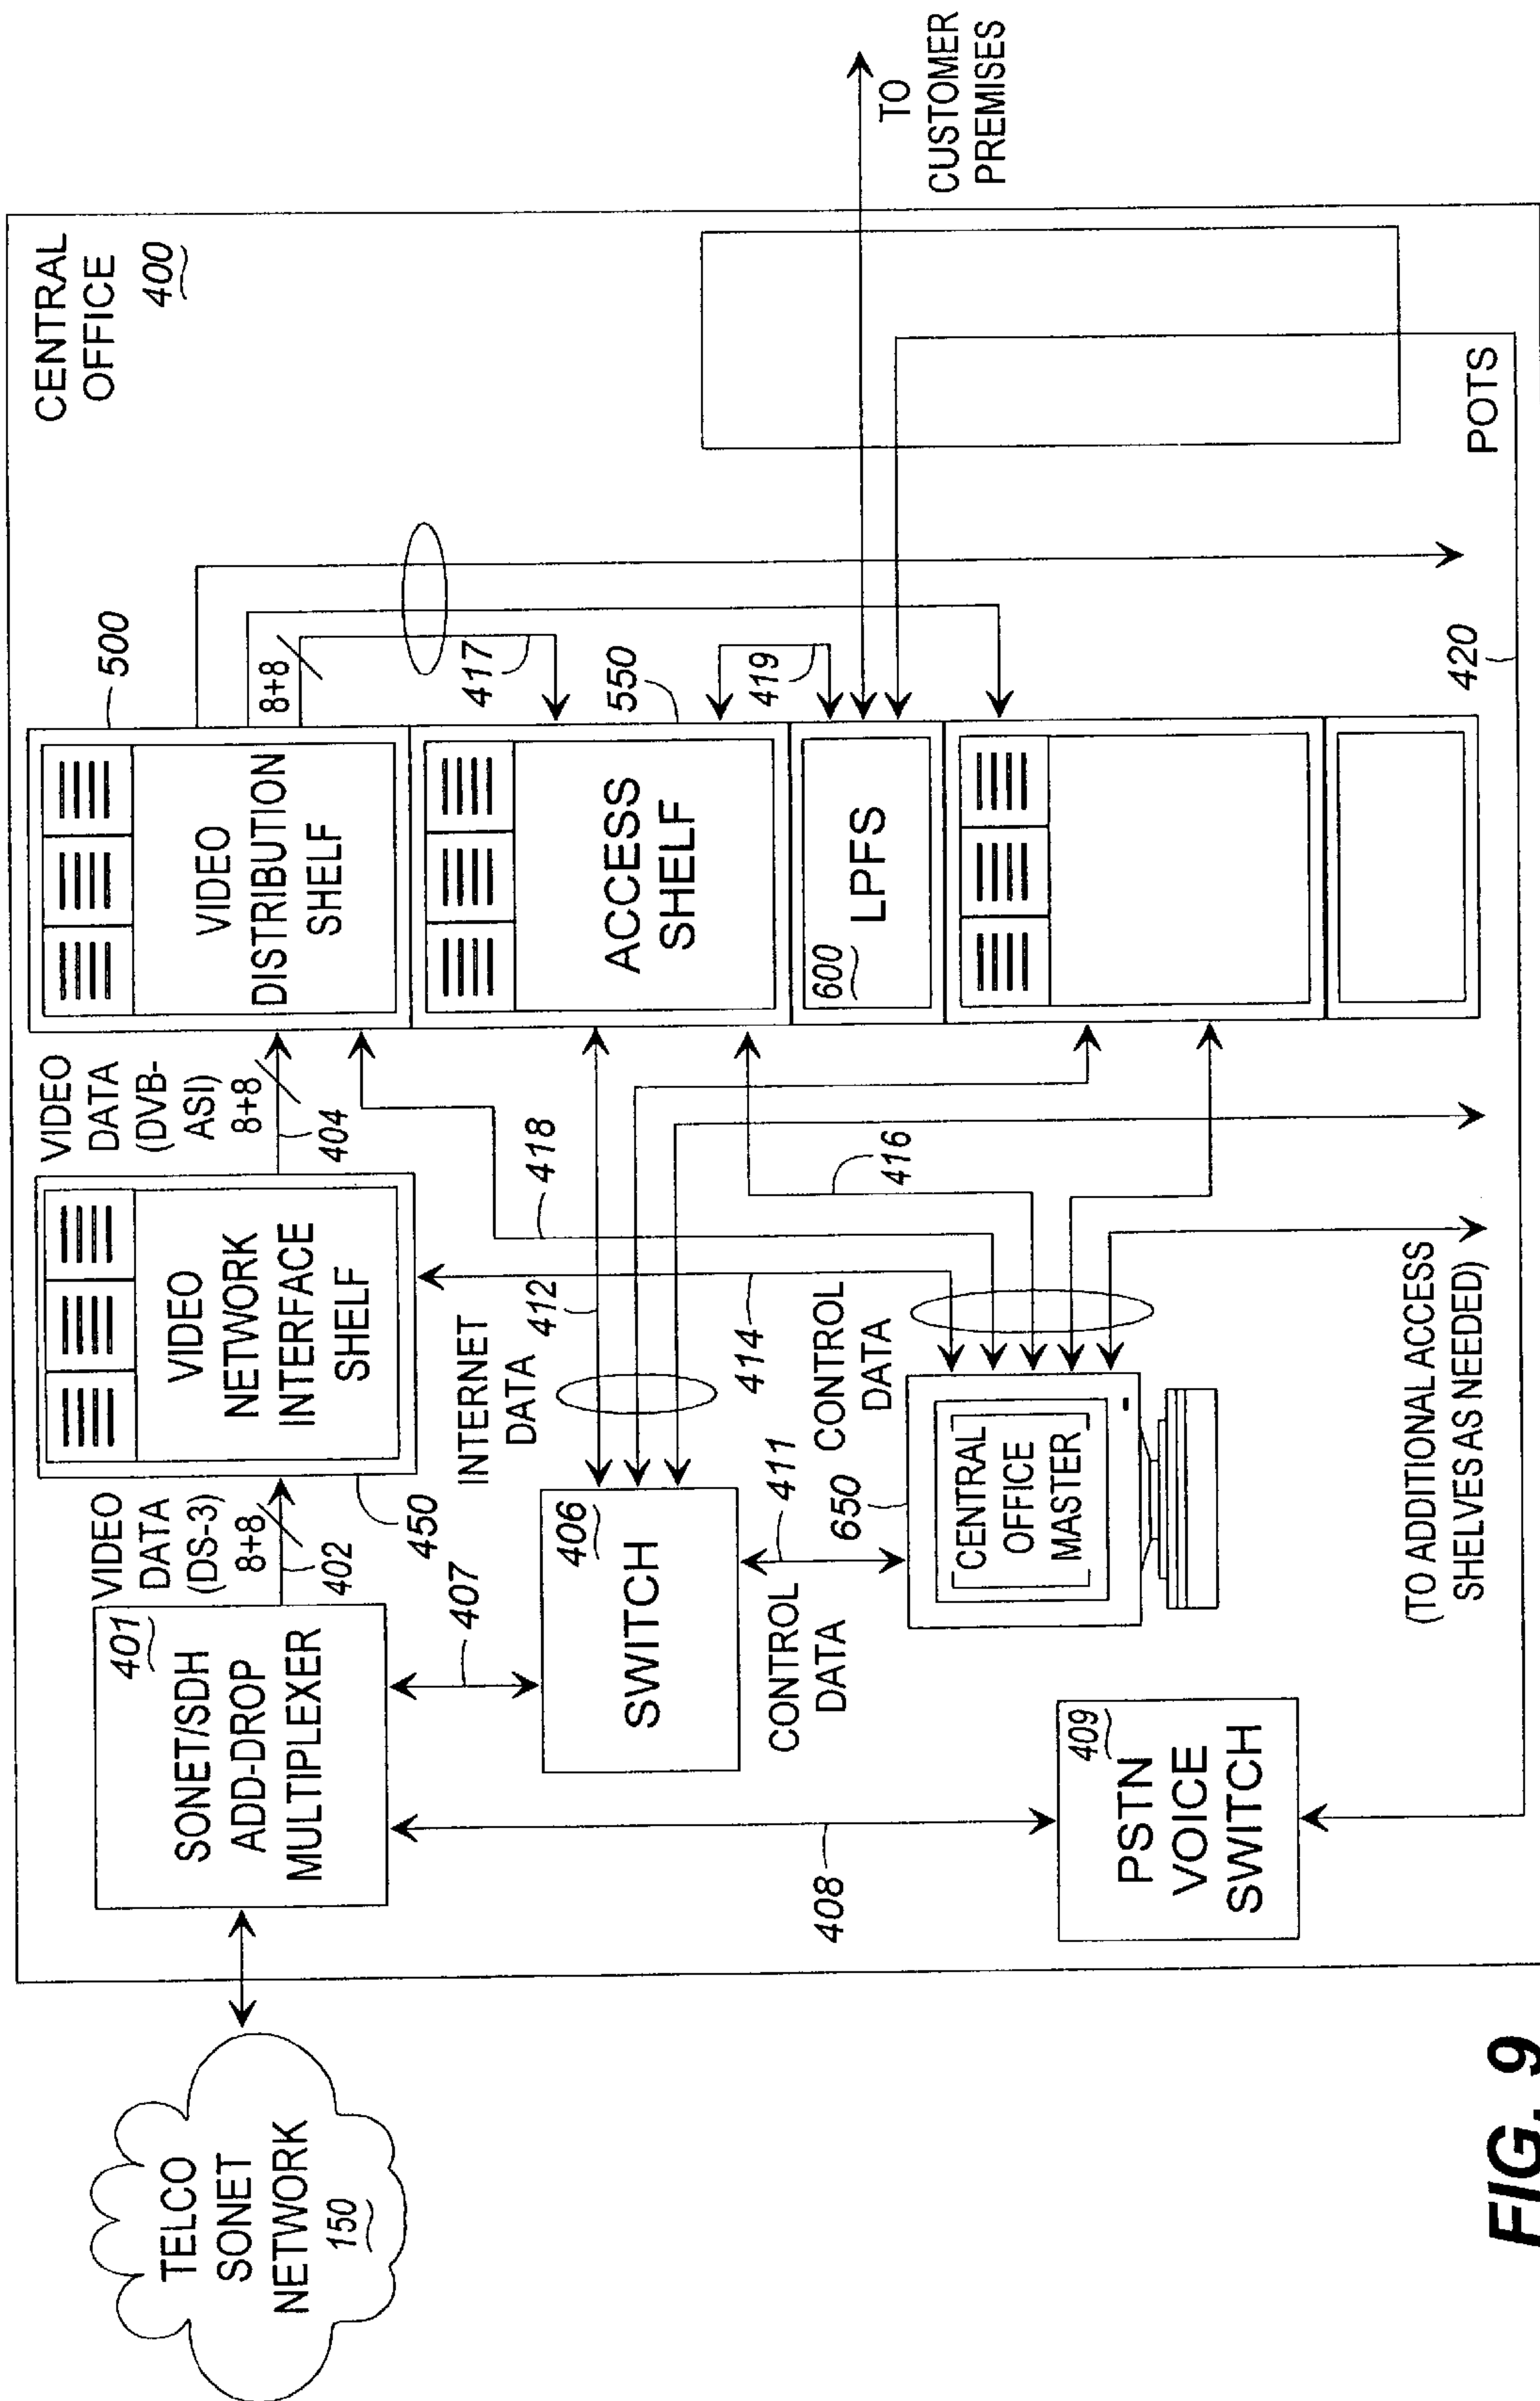 CENTRAL
OFFICE
400
TELCO
SONET
NETWORK
150
401
SONET/SDH
ADD-DROP
MULTIPLEXER
VIDEO
DATA
(DS-3)
8+8
402
450
VIDEO
NETWORK
INTERFACE
SHELF
VIDEO
DATA
(DVB-
ASI)
8+8
404
500
VIDEO
DISTRIBUTION
SHELF
8+8
417
407
406
SWITCH
INTERNET
DATA
412
418
414
416
550
ACCESS
SHELF
419
600
LPFS
TO
CUSTOMER
PREMISES
CONTROL
DATA
411
650
CONTROL
DATA
CENTRAL
OFFICE
MASTER
408
409
PSTN
VOICE
SWITCH
(TO ADDITIONAL ACCESS
SHELVES AS NEEDED)
420
POTS
FIG. 9